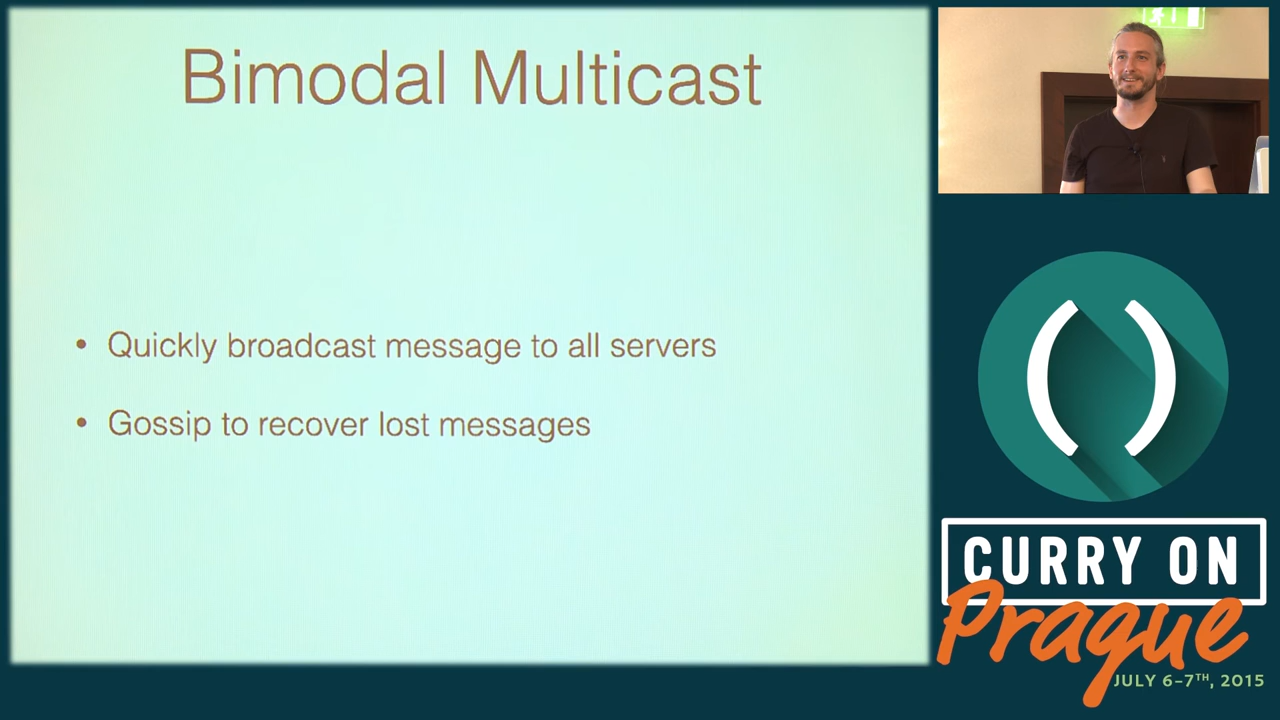 Bimodal Multicast
• Quickly broadcast message to all servers
• Gossip to recover lost messages
()
CURRY ON
Prague
JULY 6-7TH, 2015